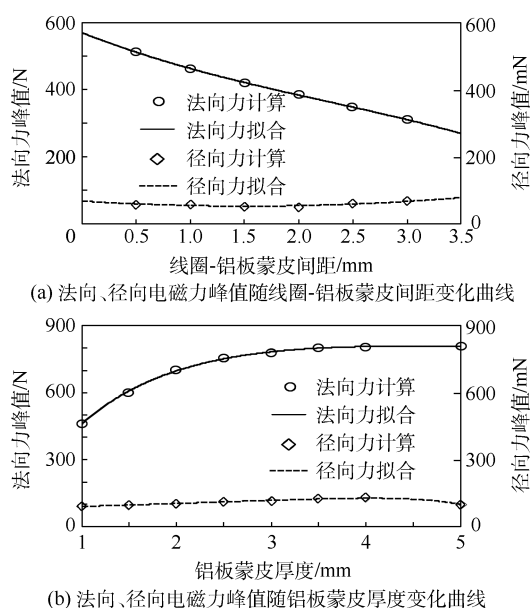 600
400
200
0
法向力峰值/N
600
400
200
0
径向力峰值/mN
法向力计算
法向力拟合
径向力计算
径向力拟合
0 0.5 1.0 1.5 2.0 2.5 3.0 3.5
线圈-铝板蒙皮间距/mm
(a) 法向、径向电磁力峰值随线圈-铝板蒙皮间距变化曲线
900
600
300
0
法向力峰值/N
900
600
300
0
径向力峰值/mN
法向力计算
法向力拟合
径向力计算
径向力拟合
1 2 3 4 5
铝板蒙皮厚度/mm
(b) 法向、径向电磁力峰值随铝板蒙皮厚度变化曲线